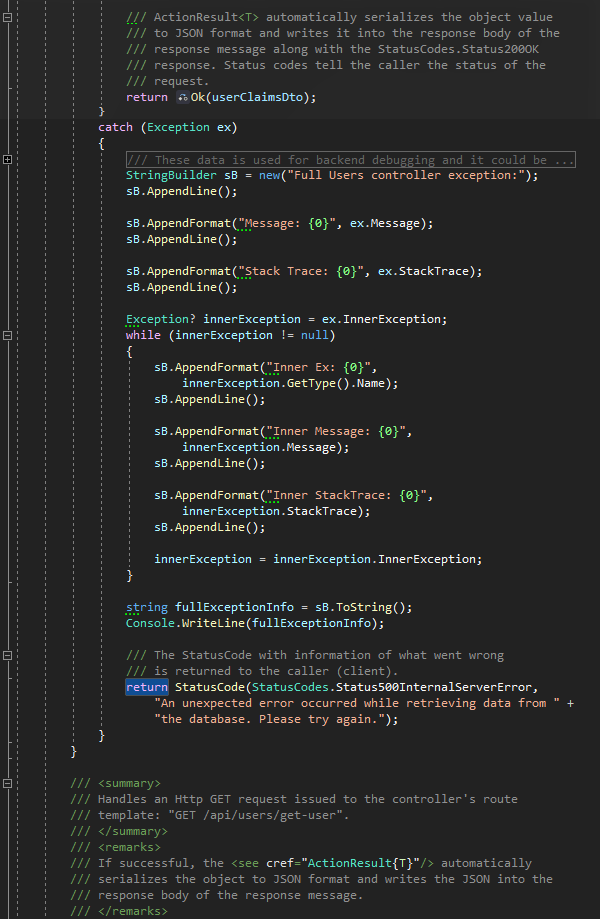 /// ActionResult<T> automatically serializes the object value
/// to JSON format and writes it into the response body of the
/// response message along with the StatusCodes.Status200OK
/// response. Status codes tell the caller the status of the
/// request.
return Ok(userClaimsDto);
}
catch (Exception ex)
{
/// These data is used for backend debugging and it could be ...
StringBuilder sB = new("Full Users controller exception:");
sB.AppendLine();
sB.AppendFormat("Message: {0}", ex.Message);
sB.AppendLine();
sB.AppendFormat("Stack Trace: {0}", ex.StackTrace);
sB.AppendLine();
Exception? innerException = ex.InnerException;
while (innerException != null)
{
sB.AppendFormat("Inner Ex: {0}",
innerException.GetType().Name);
sB.AppendLine();
sB.AppendFormat("Inner Message: {0}",
innerException.Message);
sB.AppendLine();
sB.AppendFormat("Inner StackTrace: {0}",
innerException.StackTrace);
sB.AppendLine();
innerException = innerException.InnerException;
}
string fullExceptionInfo = sB.ToString();
Console.WriteLine(fullExceptionInfo);
/// The StatusCode with information of what went wrong
/// is returned to the caller (client).
return StatusCode(StatusCodes.Status500InternalServerError,
"An unexpected error occurred while retrieving data from " +
"the database. Please try again.");
}
}
/// <summary>
/// Handles an Http GET request issued to the controller's route
/// template: "GET /api/users/get-user".
/// </summary>
/// <remarks>
/// If successful, the <see cref="ActionResult{T}"/> automatically
/// serializes the object to JSON format and writes the JSON into the
/// response body of the response message.
/// </remarks>